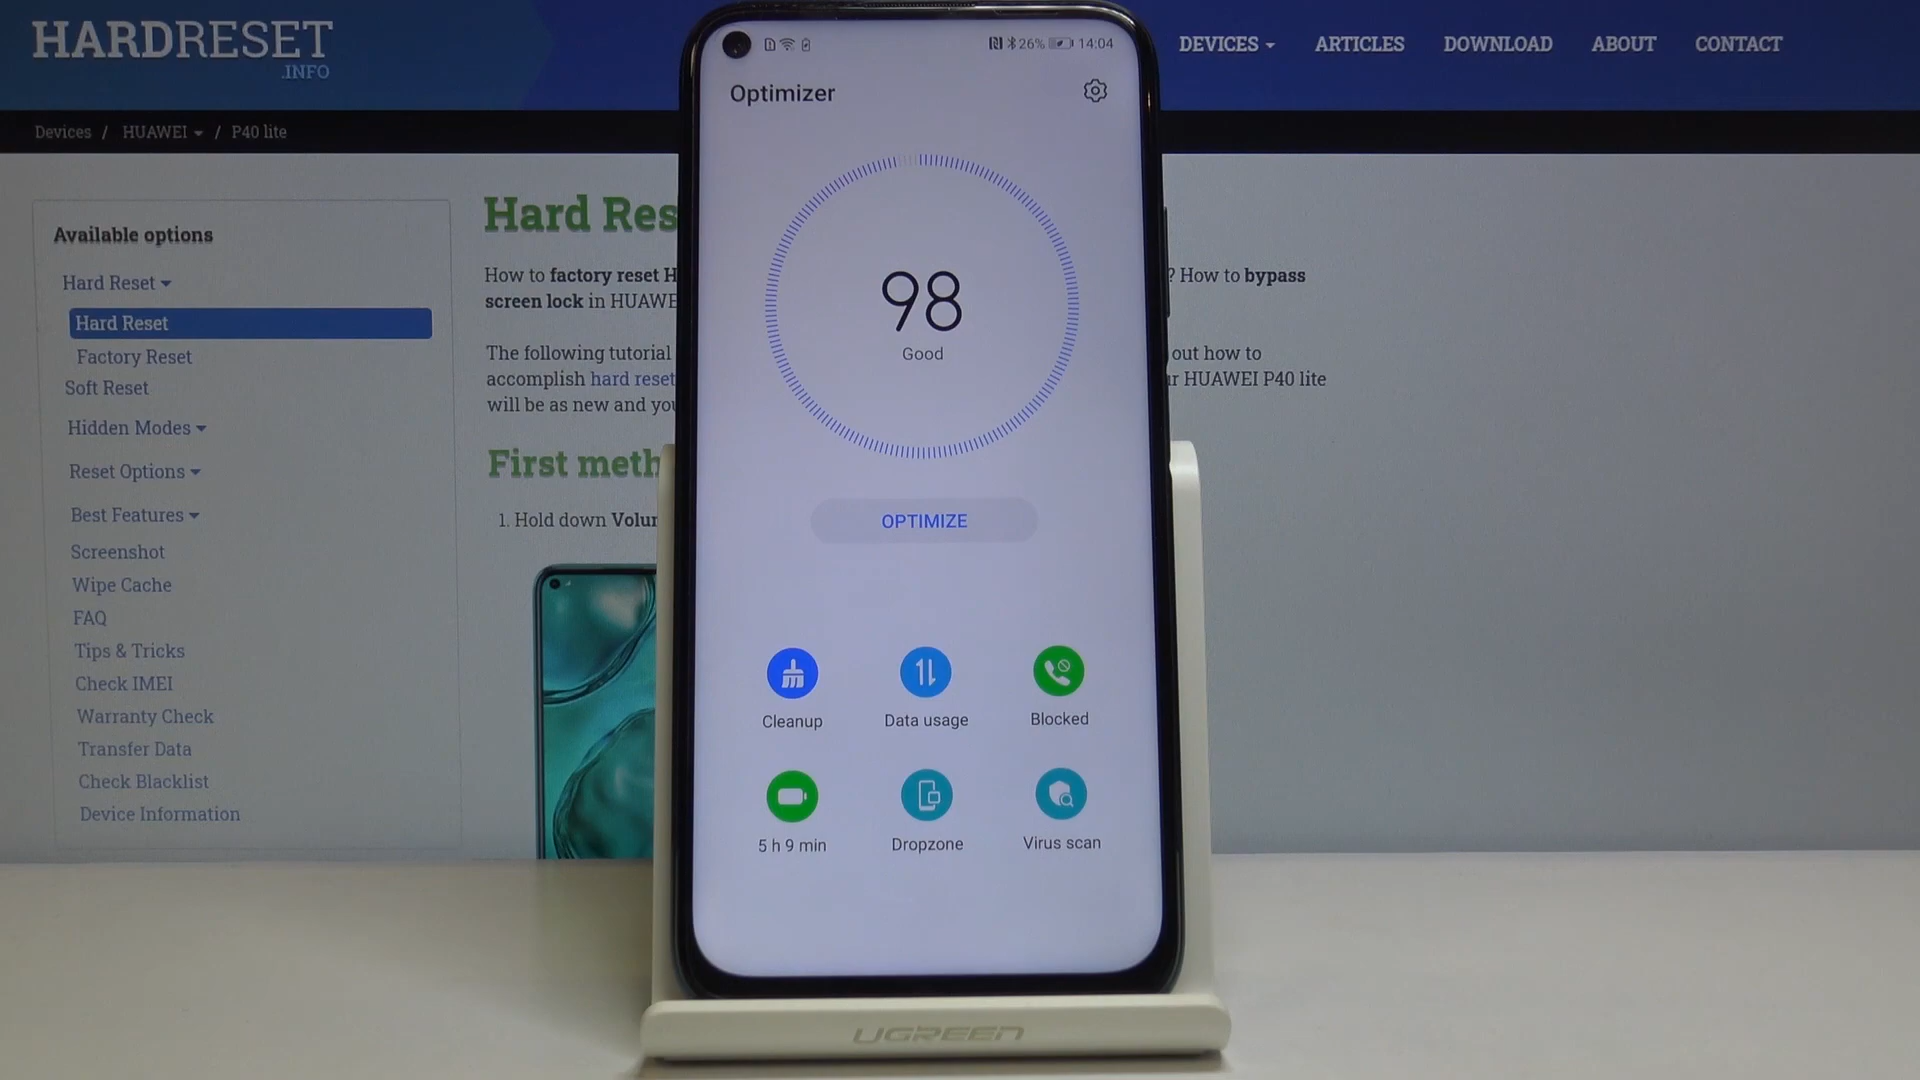 HARDRESET
.INFO
DEVICES
ARTICLES
DOWNLOAD
ABOUT
CONTACT
Devices / HUAWEI / P40 lite
Available options
Hard Reset
Hard Reset
Factory Reset
Soft Reset
Hidden Modes
Reset Options
Best Features
Screenshot
Wipe Cache
FAQ
Tips & Tricks
Check IMEI
Warranty Check
Transfer Data
Check Blacklist
Device Information
Hard Res
How to factory reset H
? How to bypass
screen lock in HUAWE
The following tutorial
out how to
accomplish hard reset
r HUAWEI P40 lite
will be as new and you
First meth
1. Hold down Volu
26% 14:04
Optimizer
98
Good
OPTIMIZE
Cleanup
Data usage
Blocked
5 h 9 min
Dropzone
Virus scan
UGREEN